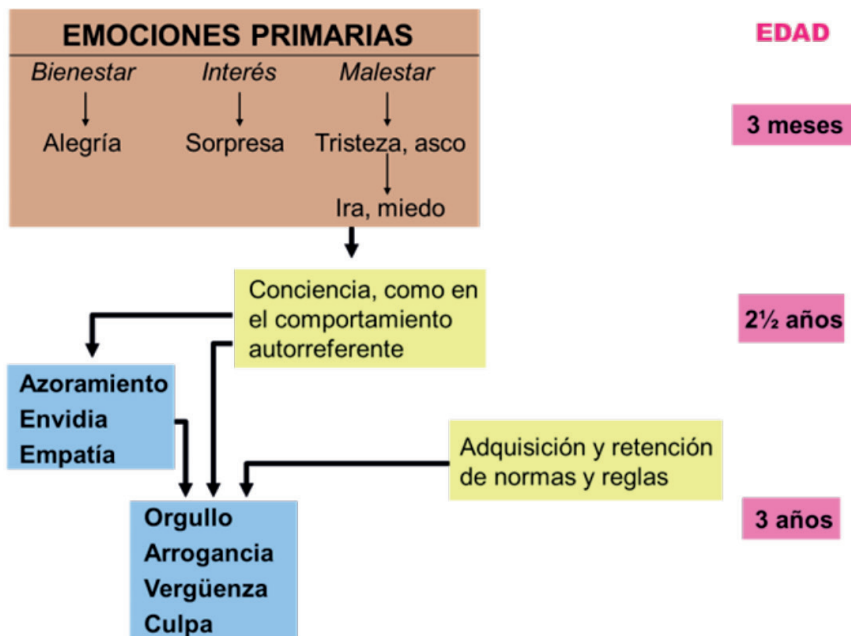 EMOCIONES PRIMARIAS
EDAD
Bienestar
Interés
Malestar
Alegría
Sorpresa
Tristeza, asco
3 meses
Ira, miedo
Conciencia, como en
el comportamiento
autorreferente
2½ años
Azoramiento
Envidia
Empatía
Adquisición y retención
de normas y reglas
Orgullo
Arrogancia
Vergüenza
Culpa
3 años